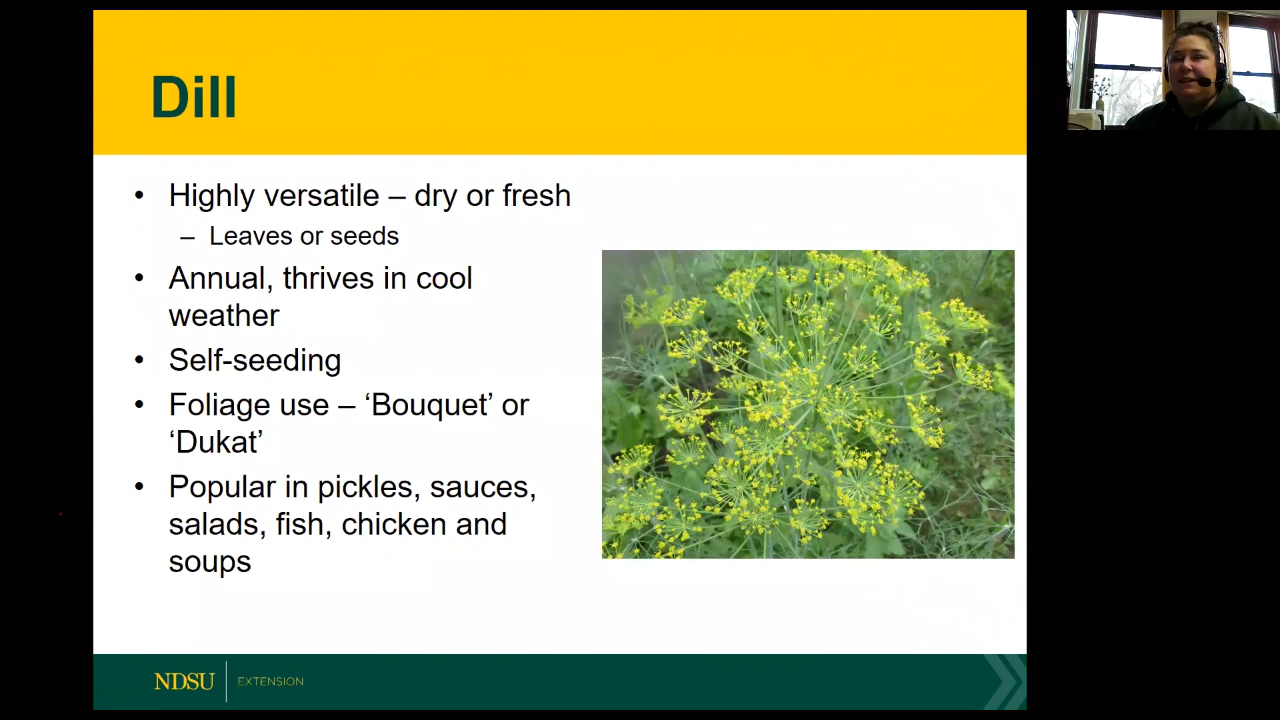 Dill
• Highly versatile – dry or fresh
– Leaves or seeds
• Annual, thrives in cool
weather
• Self-seeding
• Foliage use – ‘Bouquet’ or
‘Dukat’
• Popular in pickles, sauces,
salads, fish, chicken and
soups
NDSU EXTENSION